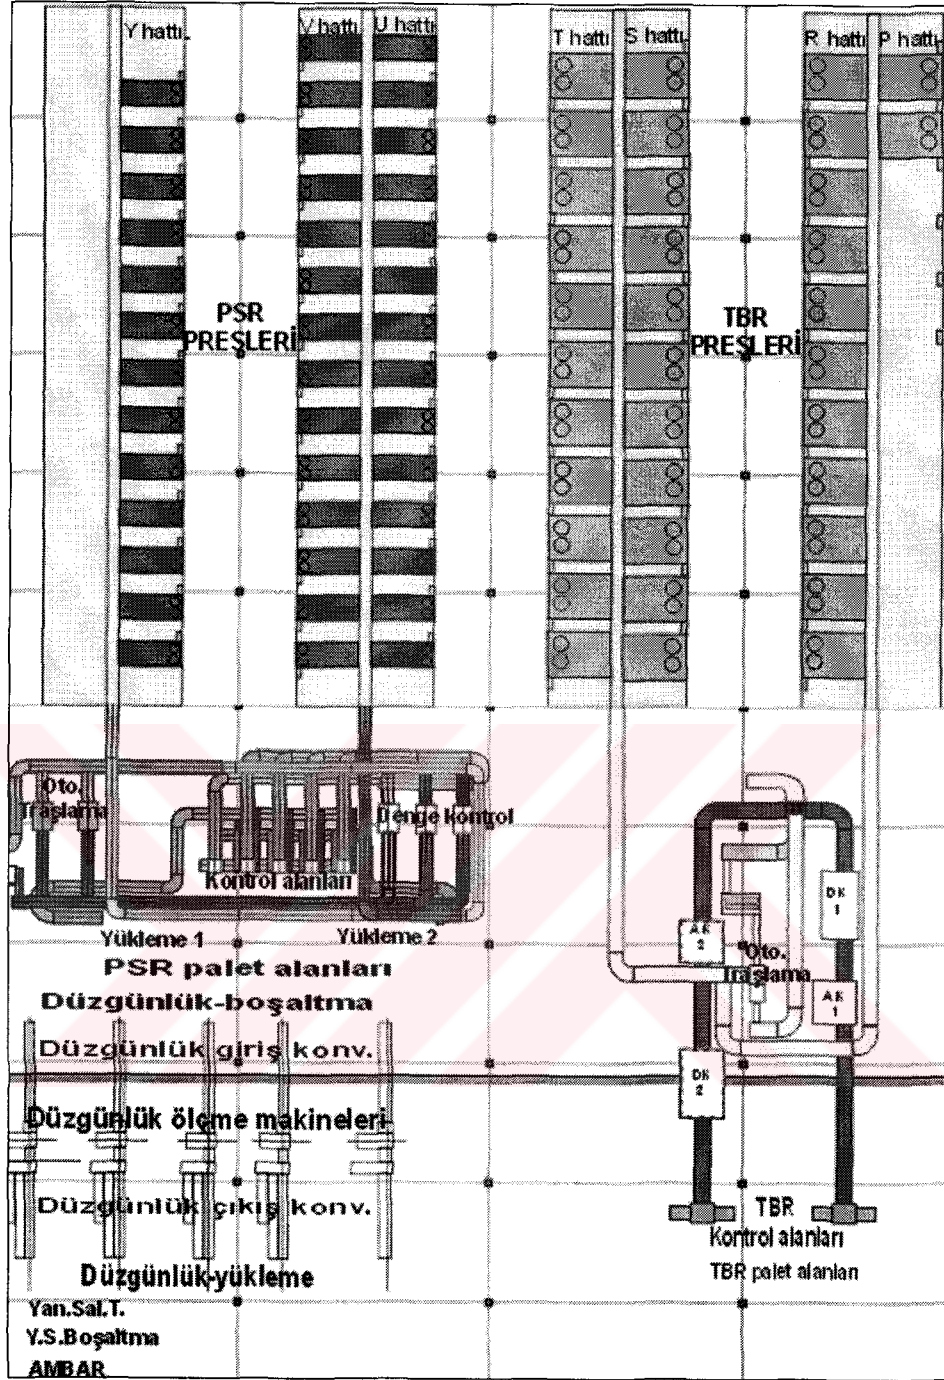 Y hattı.
V hattı
U hattı
T hattı
S hattı
R hattı
P hattı
PSR
PRESLERİ
TBR
PRESLERİ
Oto.
Traşlama
Denge kontrol
Kontrol alanları
Yükleme 1
Yükleme 2
PSR palet alanları
Düzgünlük-boşaltma
Düzgünlük giriş konv.
Düzgünlük ölçme makineleri
Düzgünlük çıkış konv.
Düzgünlük-yükleme
Yan.Sal.T.
Y.S.Boşaltma
AMBAR
DK
1
AK
2
Oto.
Traşlama
AK
1
DK
2
TBR
Kontrol alanları
TBR palet alanları